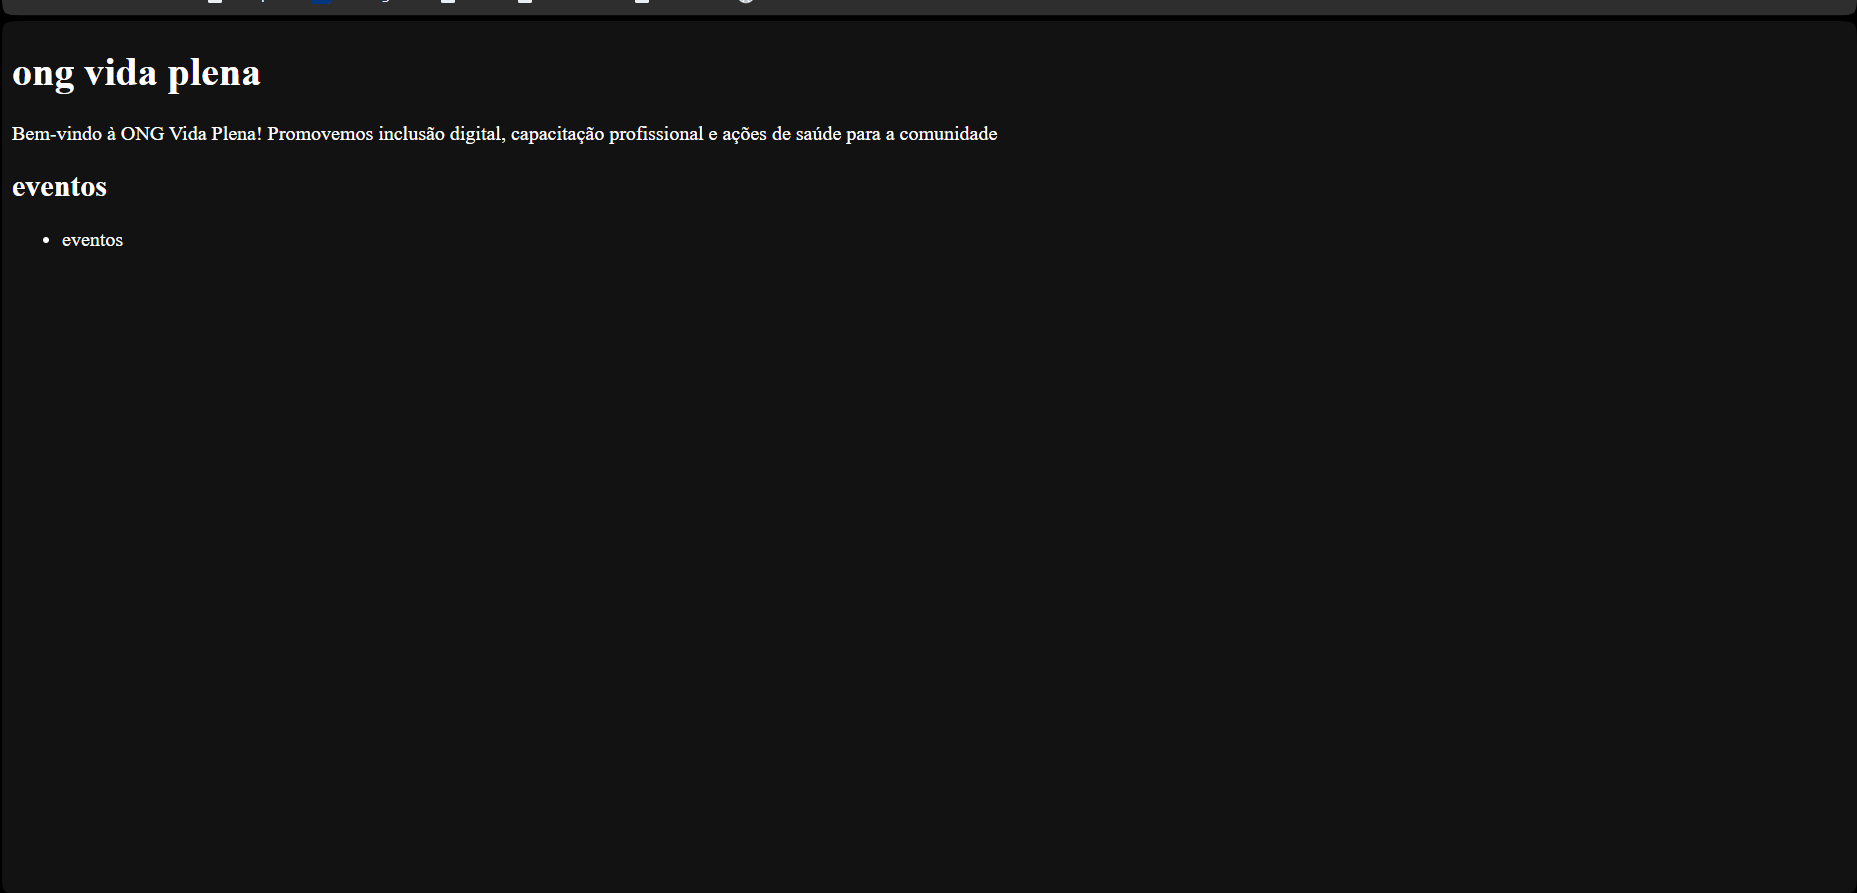 ong vida plena
Bem-vindo à ONG Vida Plena! Promovemos inclusão digital, capacitação profissional e ações de saúde para a comunidade
eventos
eventos